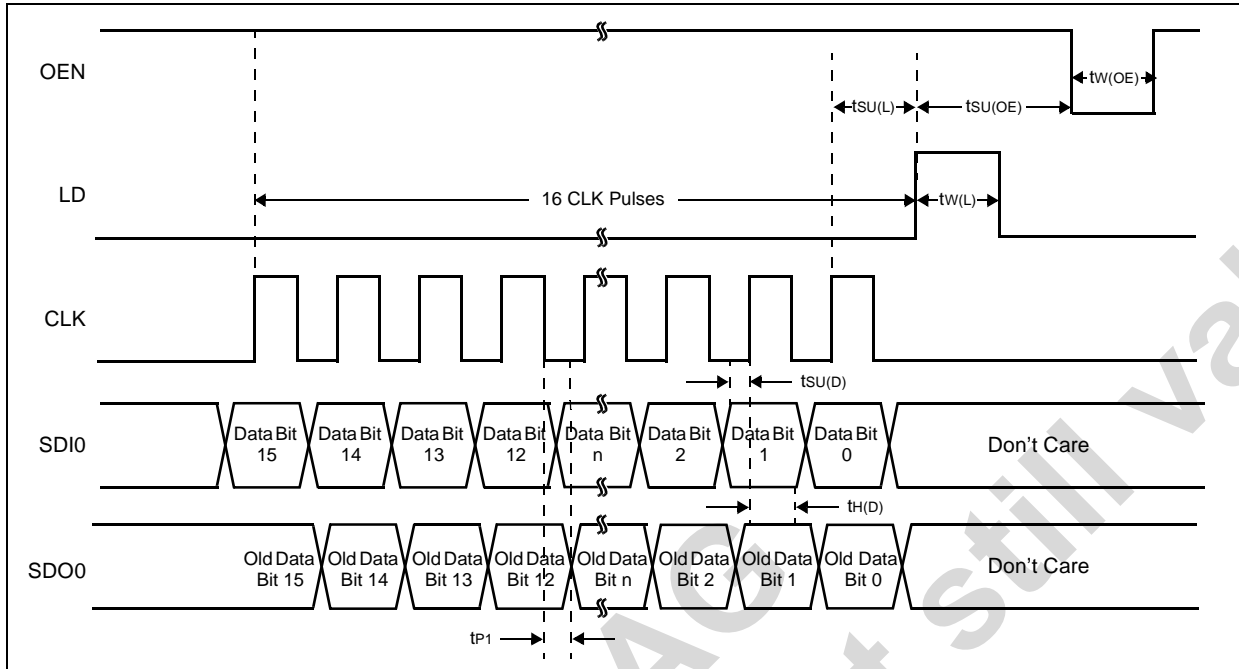 OEN
tW(OE)
tSU(L)
tSU(OE)
LD
16 CLK Pulses
tW(L)
CLK
tSU(D)
SDI0
Data Bit
15
Data Bit
14
Data Bit
13
Data Bit
12
Data Bit
n
Data Bit
2
Data Bit
1
Data Bit
0
Don't Care
tH(D)
SDO0
Old Data
Bit 15
Old Data
Bit 14
Old Data
Bit 13
Old Data
Bit 12
Old Data
Bit n
Old Data
Bit 2
Old Data
Bit 1
Old Data
Bit 0
Don't Care
tP1
AG
still